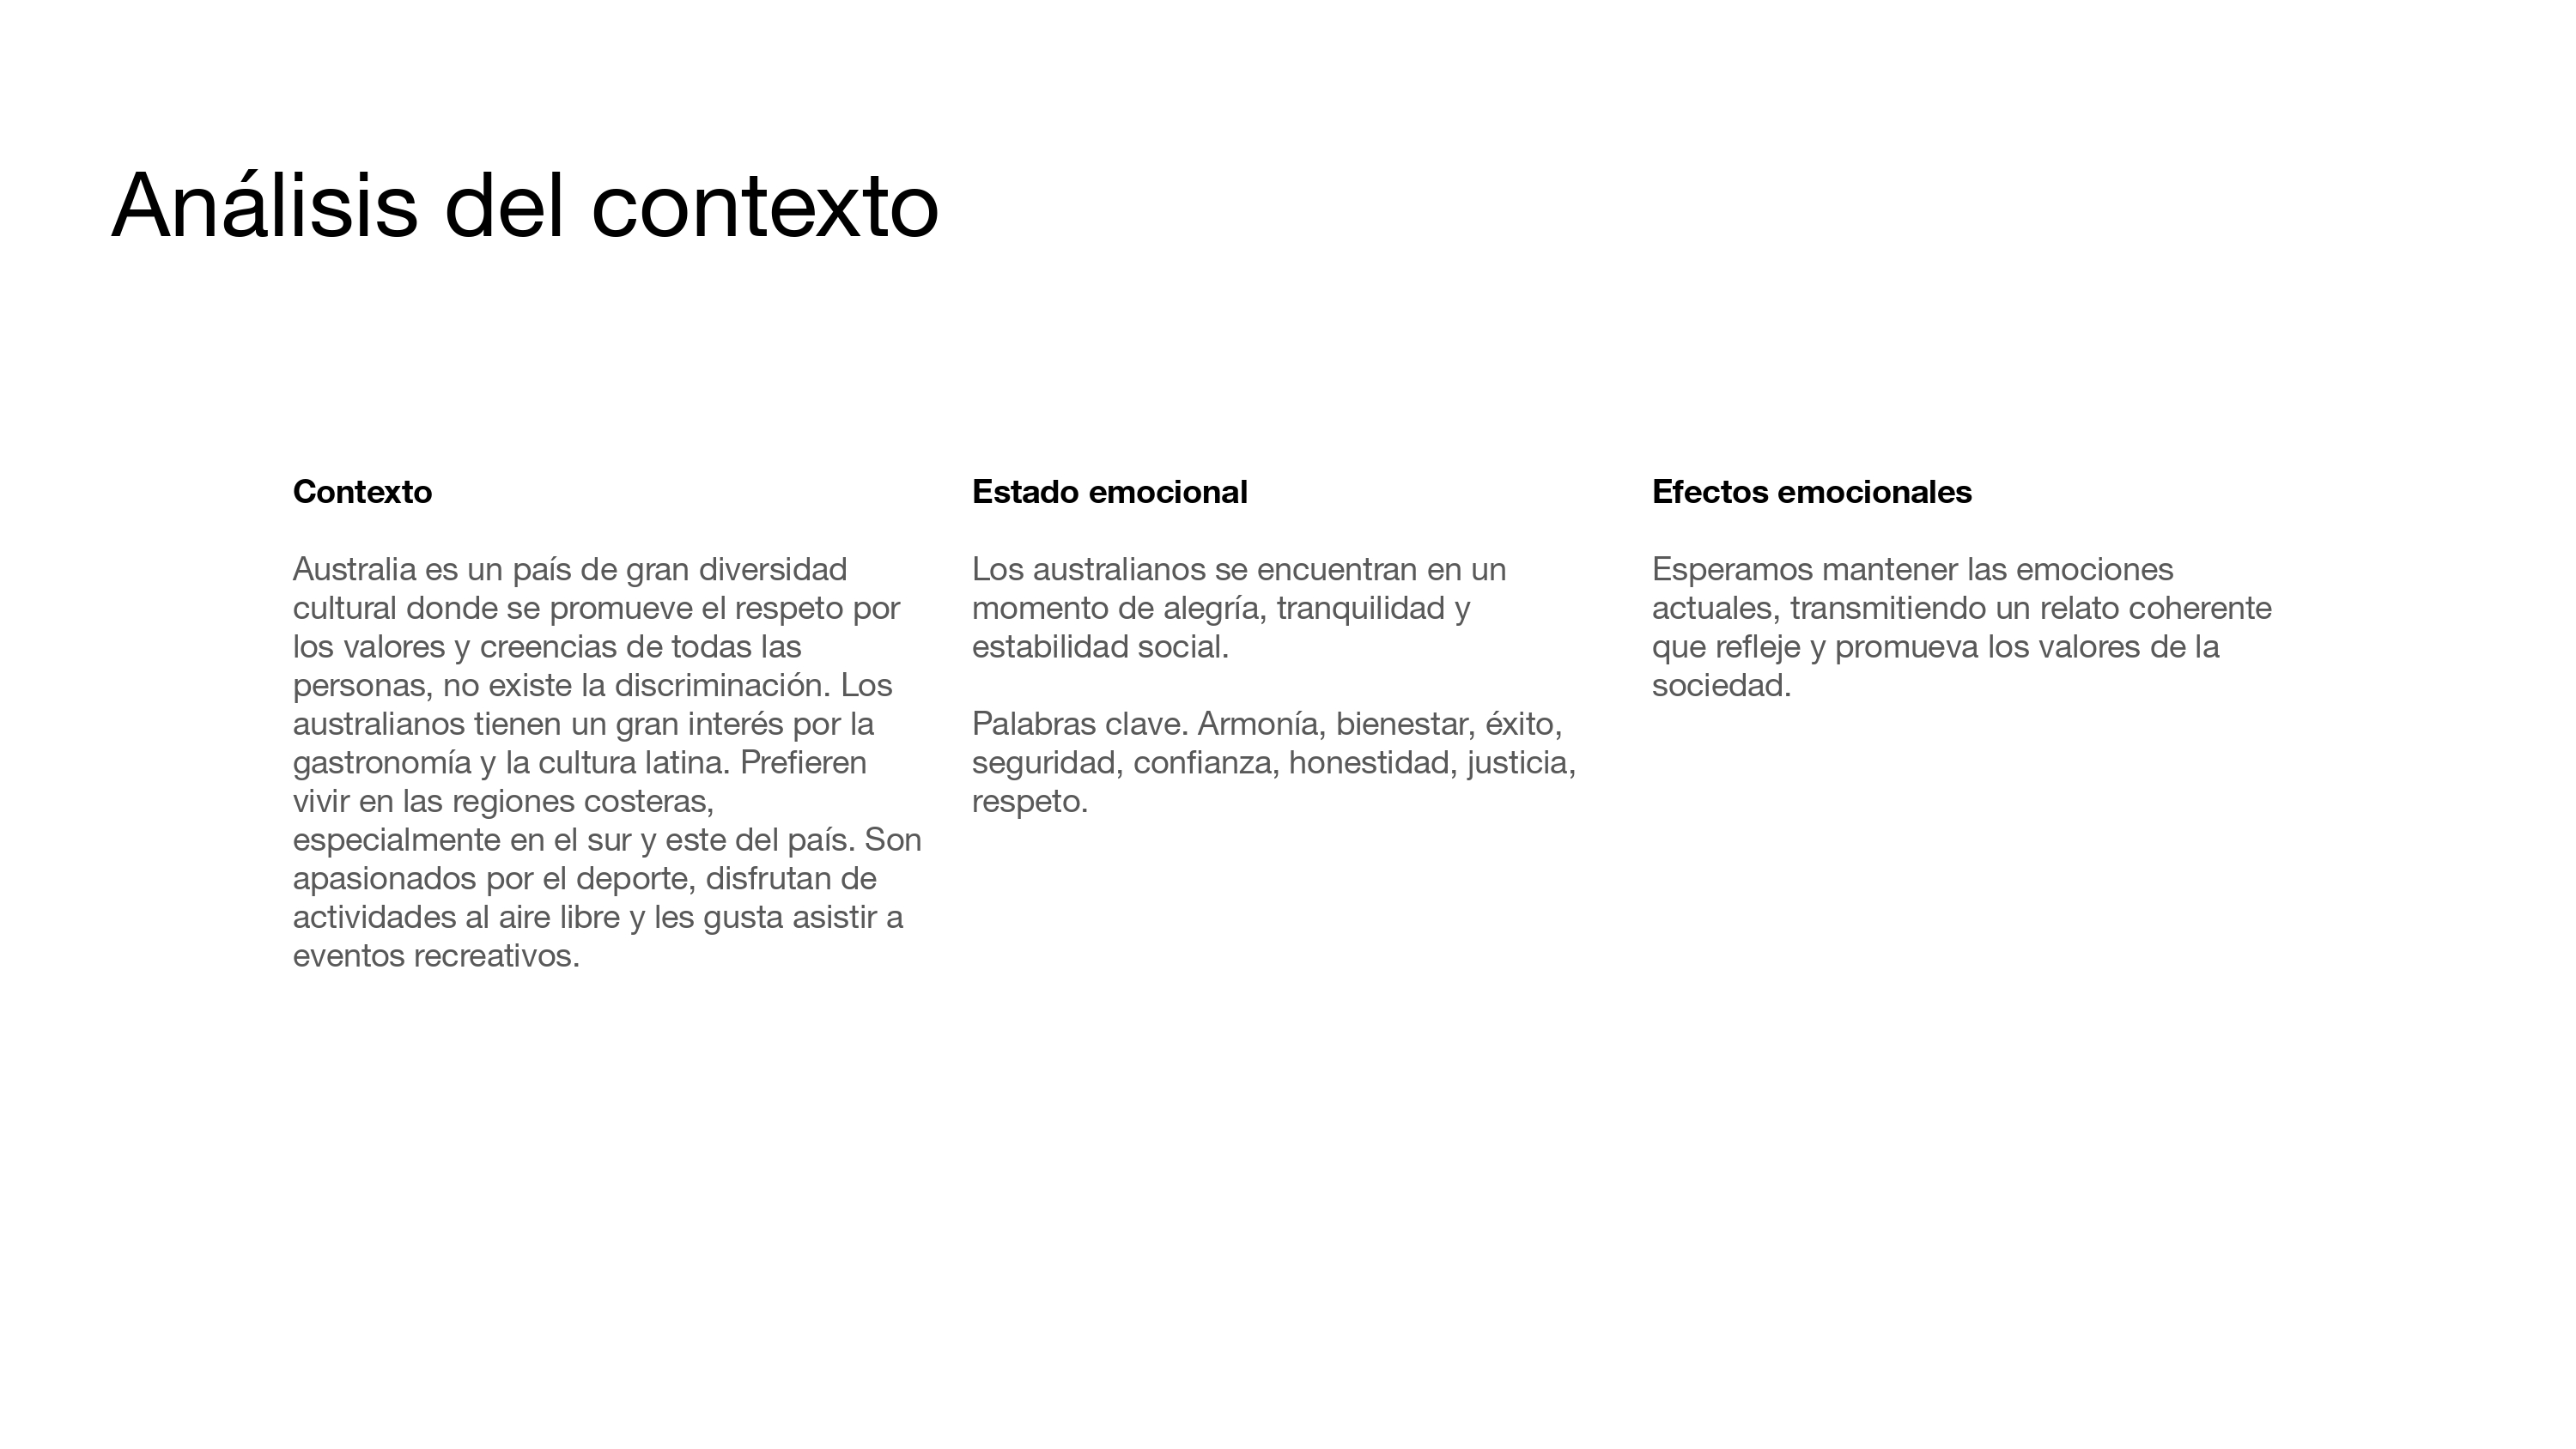 Análisis del contexto
Contexto
Australia es un país de gran diversidad
cultural donde se promueve el respeto por
los valores y creencias de todas las
personas, no existe la discriminación. Los
australianos tienen un gran interés por la
gastronomía y la cultura latina. Prefieren
vivir en las regiones costeras,
especialmente en el sur y este del país. Son
apasionados por el deporte, disfrutan de
actividades al aire libre y les gusta asistir a
eventos recreativos.
Estado emocional
Los australianos se encuentran en un
momento de alegría, tranquilidad y
estabilidad social.
Palabras clave. Armonía, bienestar, éxito,
seguridad, confianza, honestidad, justicia,
respeto.
Efectos emocionales
Esperamos mantener las emociones
actuales, transmitiendo un relato coherente
que refleje y promueva los valores de la
sociedad.